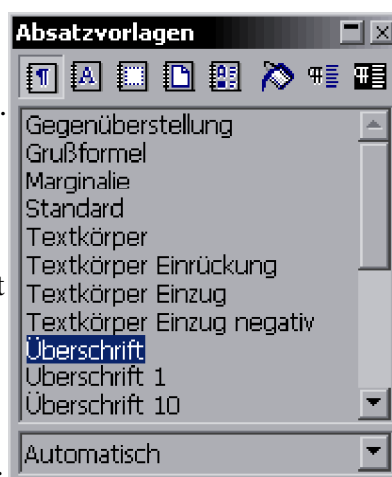 Absatzvorlagen
Gegenüberstellung
Grußformel
Marginalie
Standard
Textkörper
Textkörper Einrückung
Textkörper Einzug
Textkörper Einzug negativ
Überschrift
Überschrift 1
Überschrift 10
Automatisch